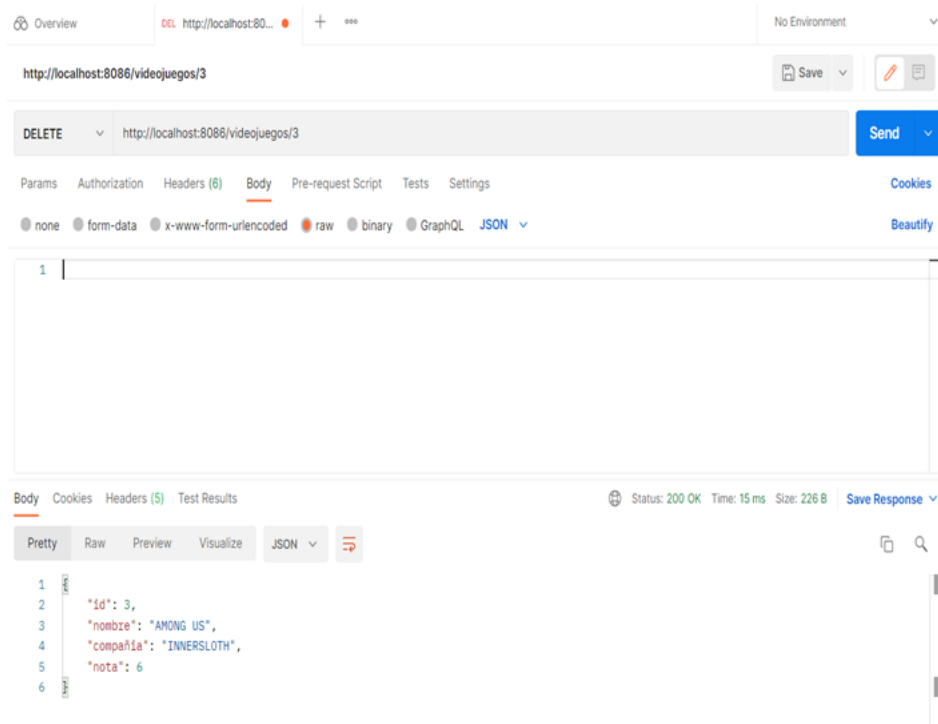 Overview DEL http://localhost:80... No Environment
http://localhost:8086/videojuegos/3 Save
DELETE http://localhost:8086/videojuegos/3 Send
Params Authorization Headers (6) Body Pre-request Script Tests Settings Cookies
none form-data x-www-form-urlencoded raw binary GraphQL JSON Beautify
1
Body Cookies Headers (5) Test Results Status: 200 OK Time: 15 ms Size: 226 B Save Response
Pretty Raw Preview Visualize JSON
1 {
2 "id": 3,
3 "nombre": "AMONG US",
4 "compañia": "INNERSLOTH",
5 "nota": 6
6 }